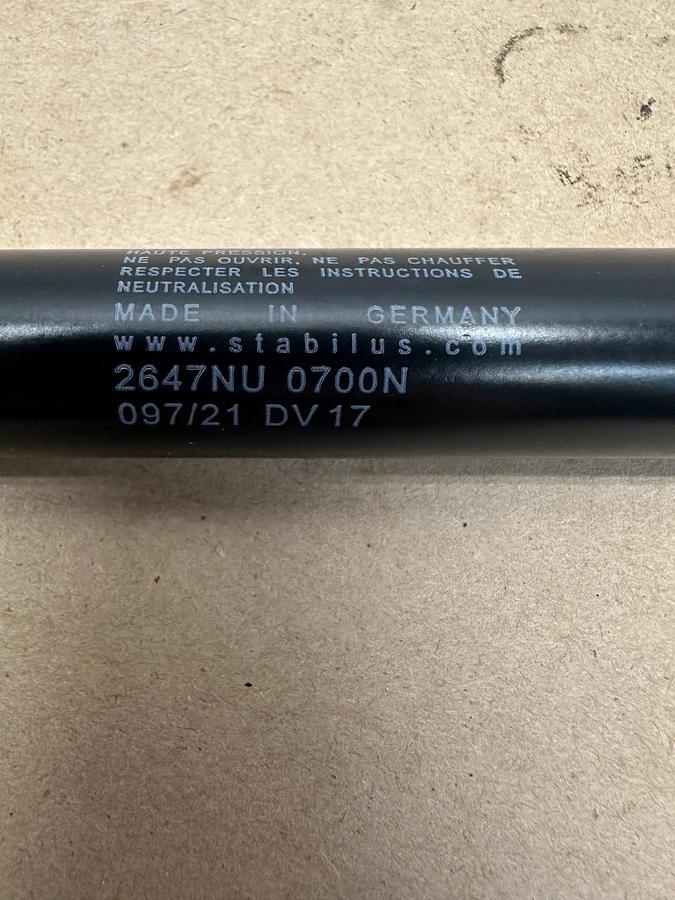 HAUTE PRESSION.
NE PAS OUVRIR. NE PAS CHAUFFER
RESPECTER LES INSTRUCTIONS DE
NEUTRALISATION
MADE IN GERMANY
www.stabilus.com
2647NU 0700N
097/21 DV17